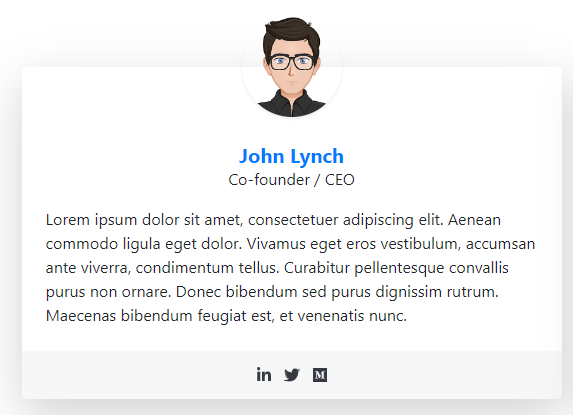 John Lynch
Co-founder / CEO
Lorem ipsum dolor sit amet, consectetuer adipiscing elit. Aenean
commodo ligula eget dolor. Vivamus eget eros vestibulum, accumsan
ante viverra, condimentum tellus. Curabitur pellentesque convallis
purus non ornare. Donec bibendum sed purus dignissim rutrum.
Maecenas bibendum feugiat est, et venenatis nunc.
in M